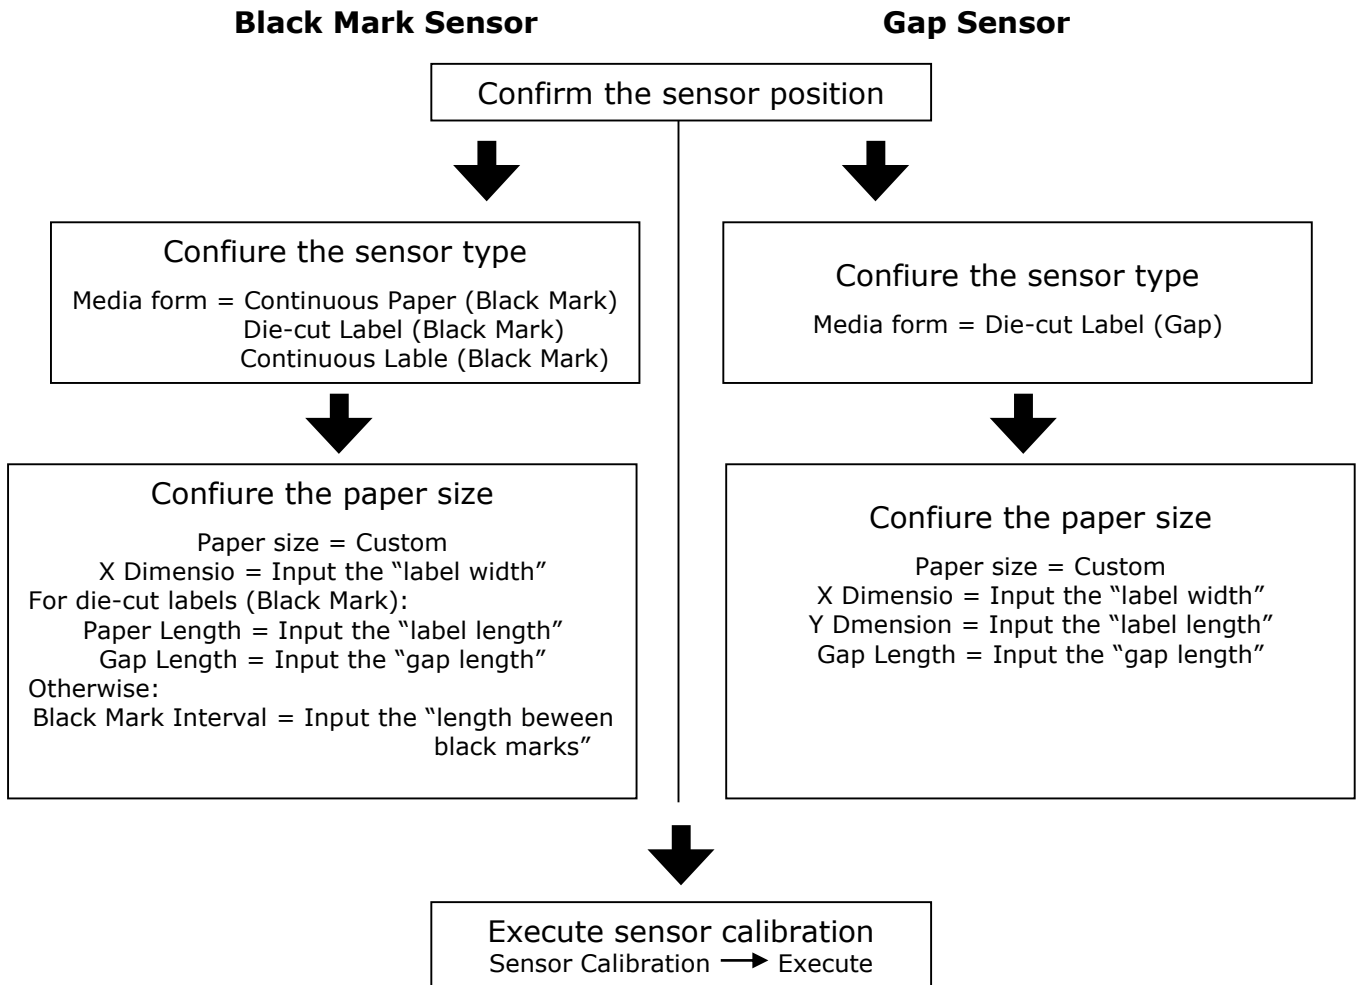 Black Mark Sensor
Gap Sensor
Confirm the sensor position
Confiure the sensor type
Media form = Continuous Paper (Black Mark)
Die-cut Label (Black Mark)
Continuous Lable (Black Mark)
Confiure the sensor type
Media form = Die-cut Label (Gap)
Confiure the paper size
Paper size = Custom
X Dimensio = Input the “label width”
For die-cut labels (Black Mark):
Paper Length = Input the “label length”
Gap Length = Input the “gap length”
Otherwise:
Black Mark Interval = Input the “length beween
black marks”
Confiure the paper size
Paper size = Custom
X Dimensio = Input the “label width”
Y Dmension = Input the “label length”
Gap Length = Input the “gap length”
Execute sensor calibration
Sensor Calibration → Execute